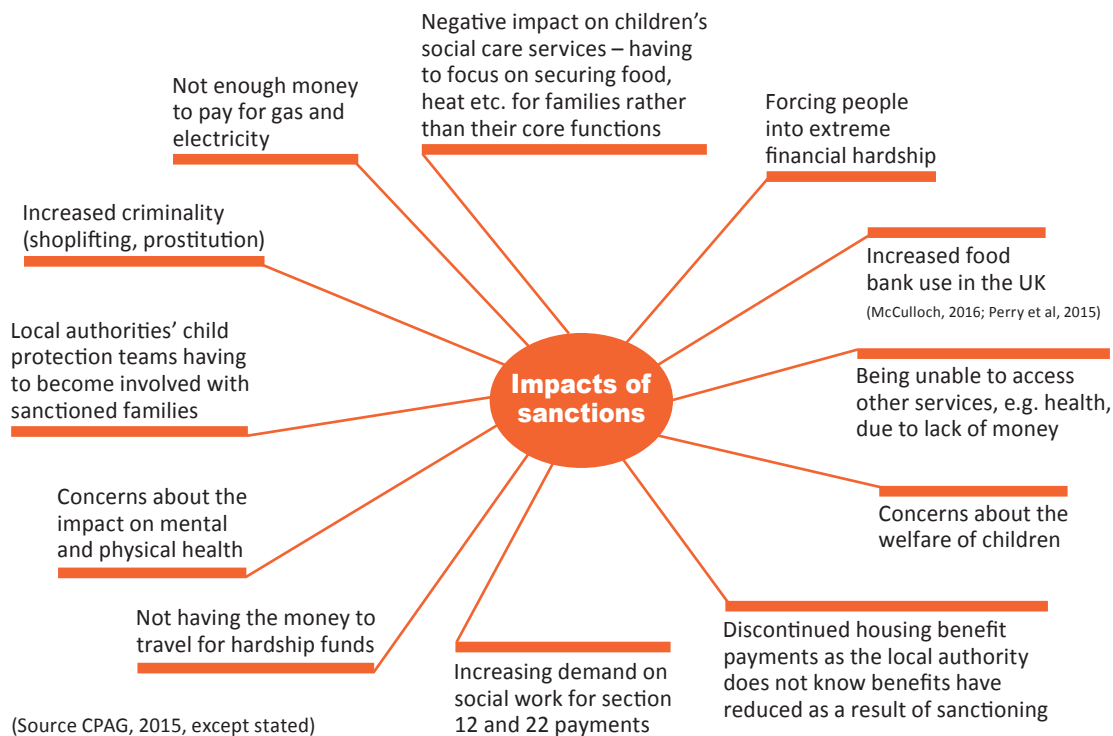 Negative impact on children’s
social care services – having
to focus on securing food,
heat etc. for families rather
than their core functions
Forcing people
into extreme
financial hardship
Increased food
bank use in the UK
(McCulloch, 2016; Perry et al, 2015)
Being unable to access
other services, e.g. health,
due to lack of money
Concerns about the
welfare of children
Discontinued housing benefit
payments as the local authority
does not know benefits have
reduced as a result of sanctioning
Increasing demand on
social work for section
12 and 22 payments
Not having the money to
travel for hardship funds
Concerns about the
impact on mental
and physical health
Local authorities’ child
protection teams having
to become involved with
sanctioned families
Increased criminality
(shoplifting, prostitution)
Not enough money
to pay for gas and
electricity
Impacts of
sanctions
(Source CPAG, 2015, except stated)